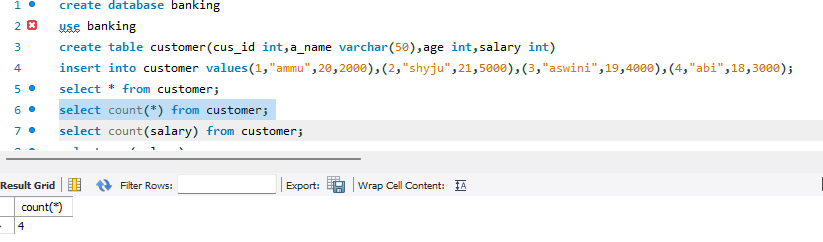 1 create database banking
2 use banking
3 create table customer(cus_id int,a_name varchar(50),age int,salary int)
4 insert into customer values(1,"ammu",20,2000),(2,"shyju",21,5000),(3,"aswini",19,4000),(4,"abi",18,3000);
5 select * from customer;
6 select count(*) from customer;
7 select count(salary) from customer;
Result Grid Filter Rows: Export: Wrap Cell Content: IA
count(*)
4